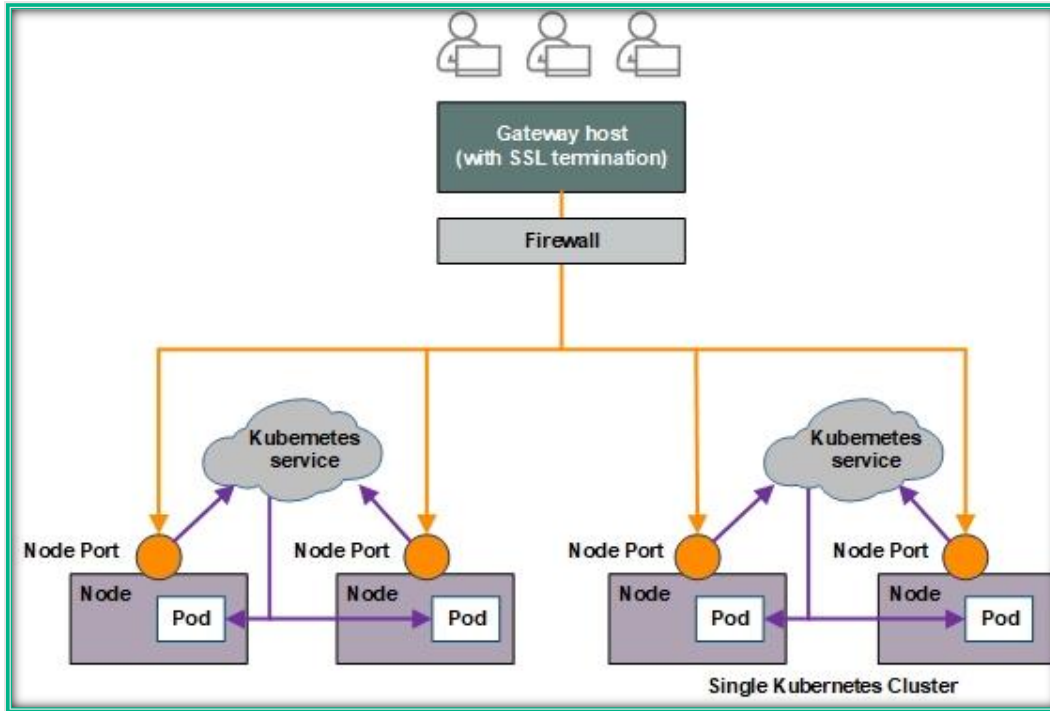 Gateway host
(with SSL termination)
Firewall
Kubernetes
service
Kubernetes
service
Node Port
Node Port
Node Port
Node Port
Node
Node
Node
Node
Pod
Pod
Pod
Pod
Single Kubernetes Cluster